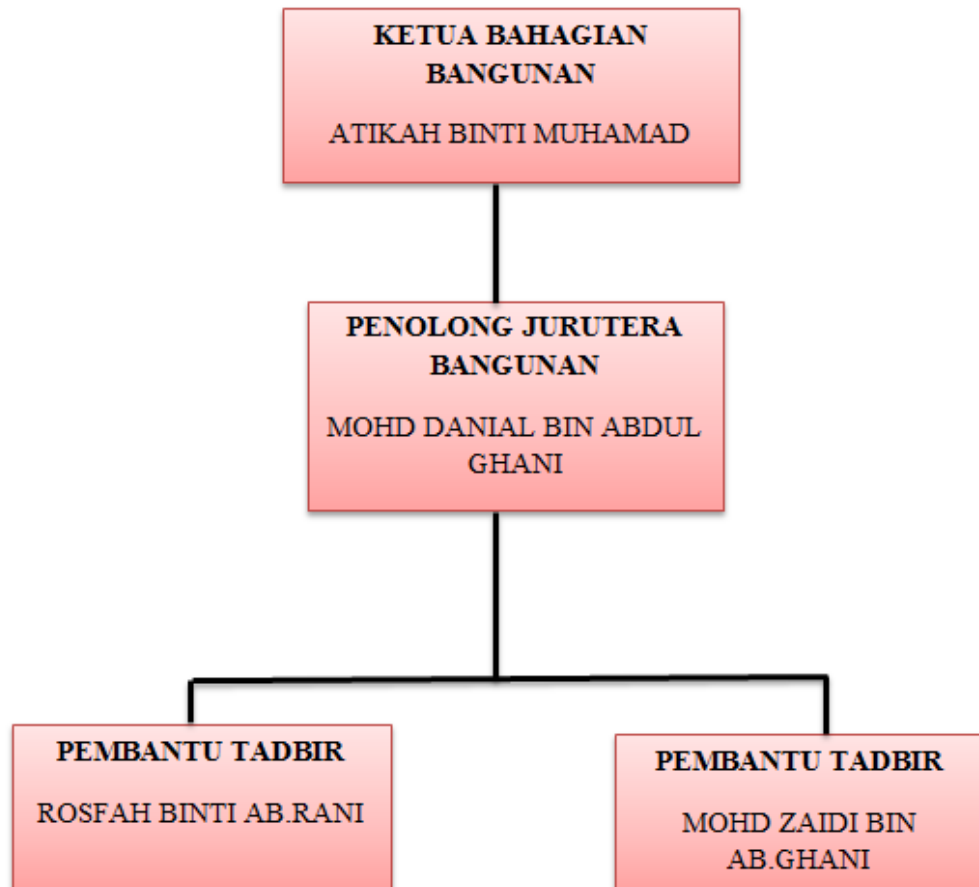 KETUA BAHAGIAN
BANGUNAN
ATIKAH BINTI MUHAMAD
PENOLONG JURUTERA
BANGUNAN
MOHD DANIAL BIN ABDUL
GHANI
PEMBANTU TADBIR
ROSFAH BINTI AB.RANI
PEMBANTU TADBIR
MOHD ZAIDI BIN
AB.GHANI